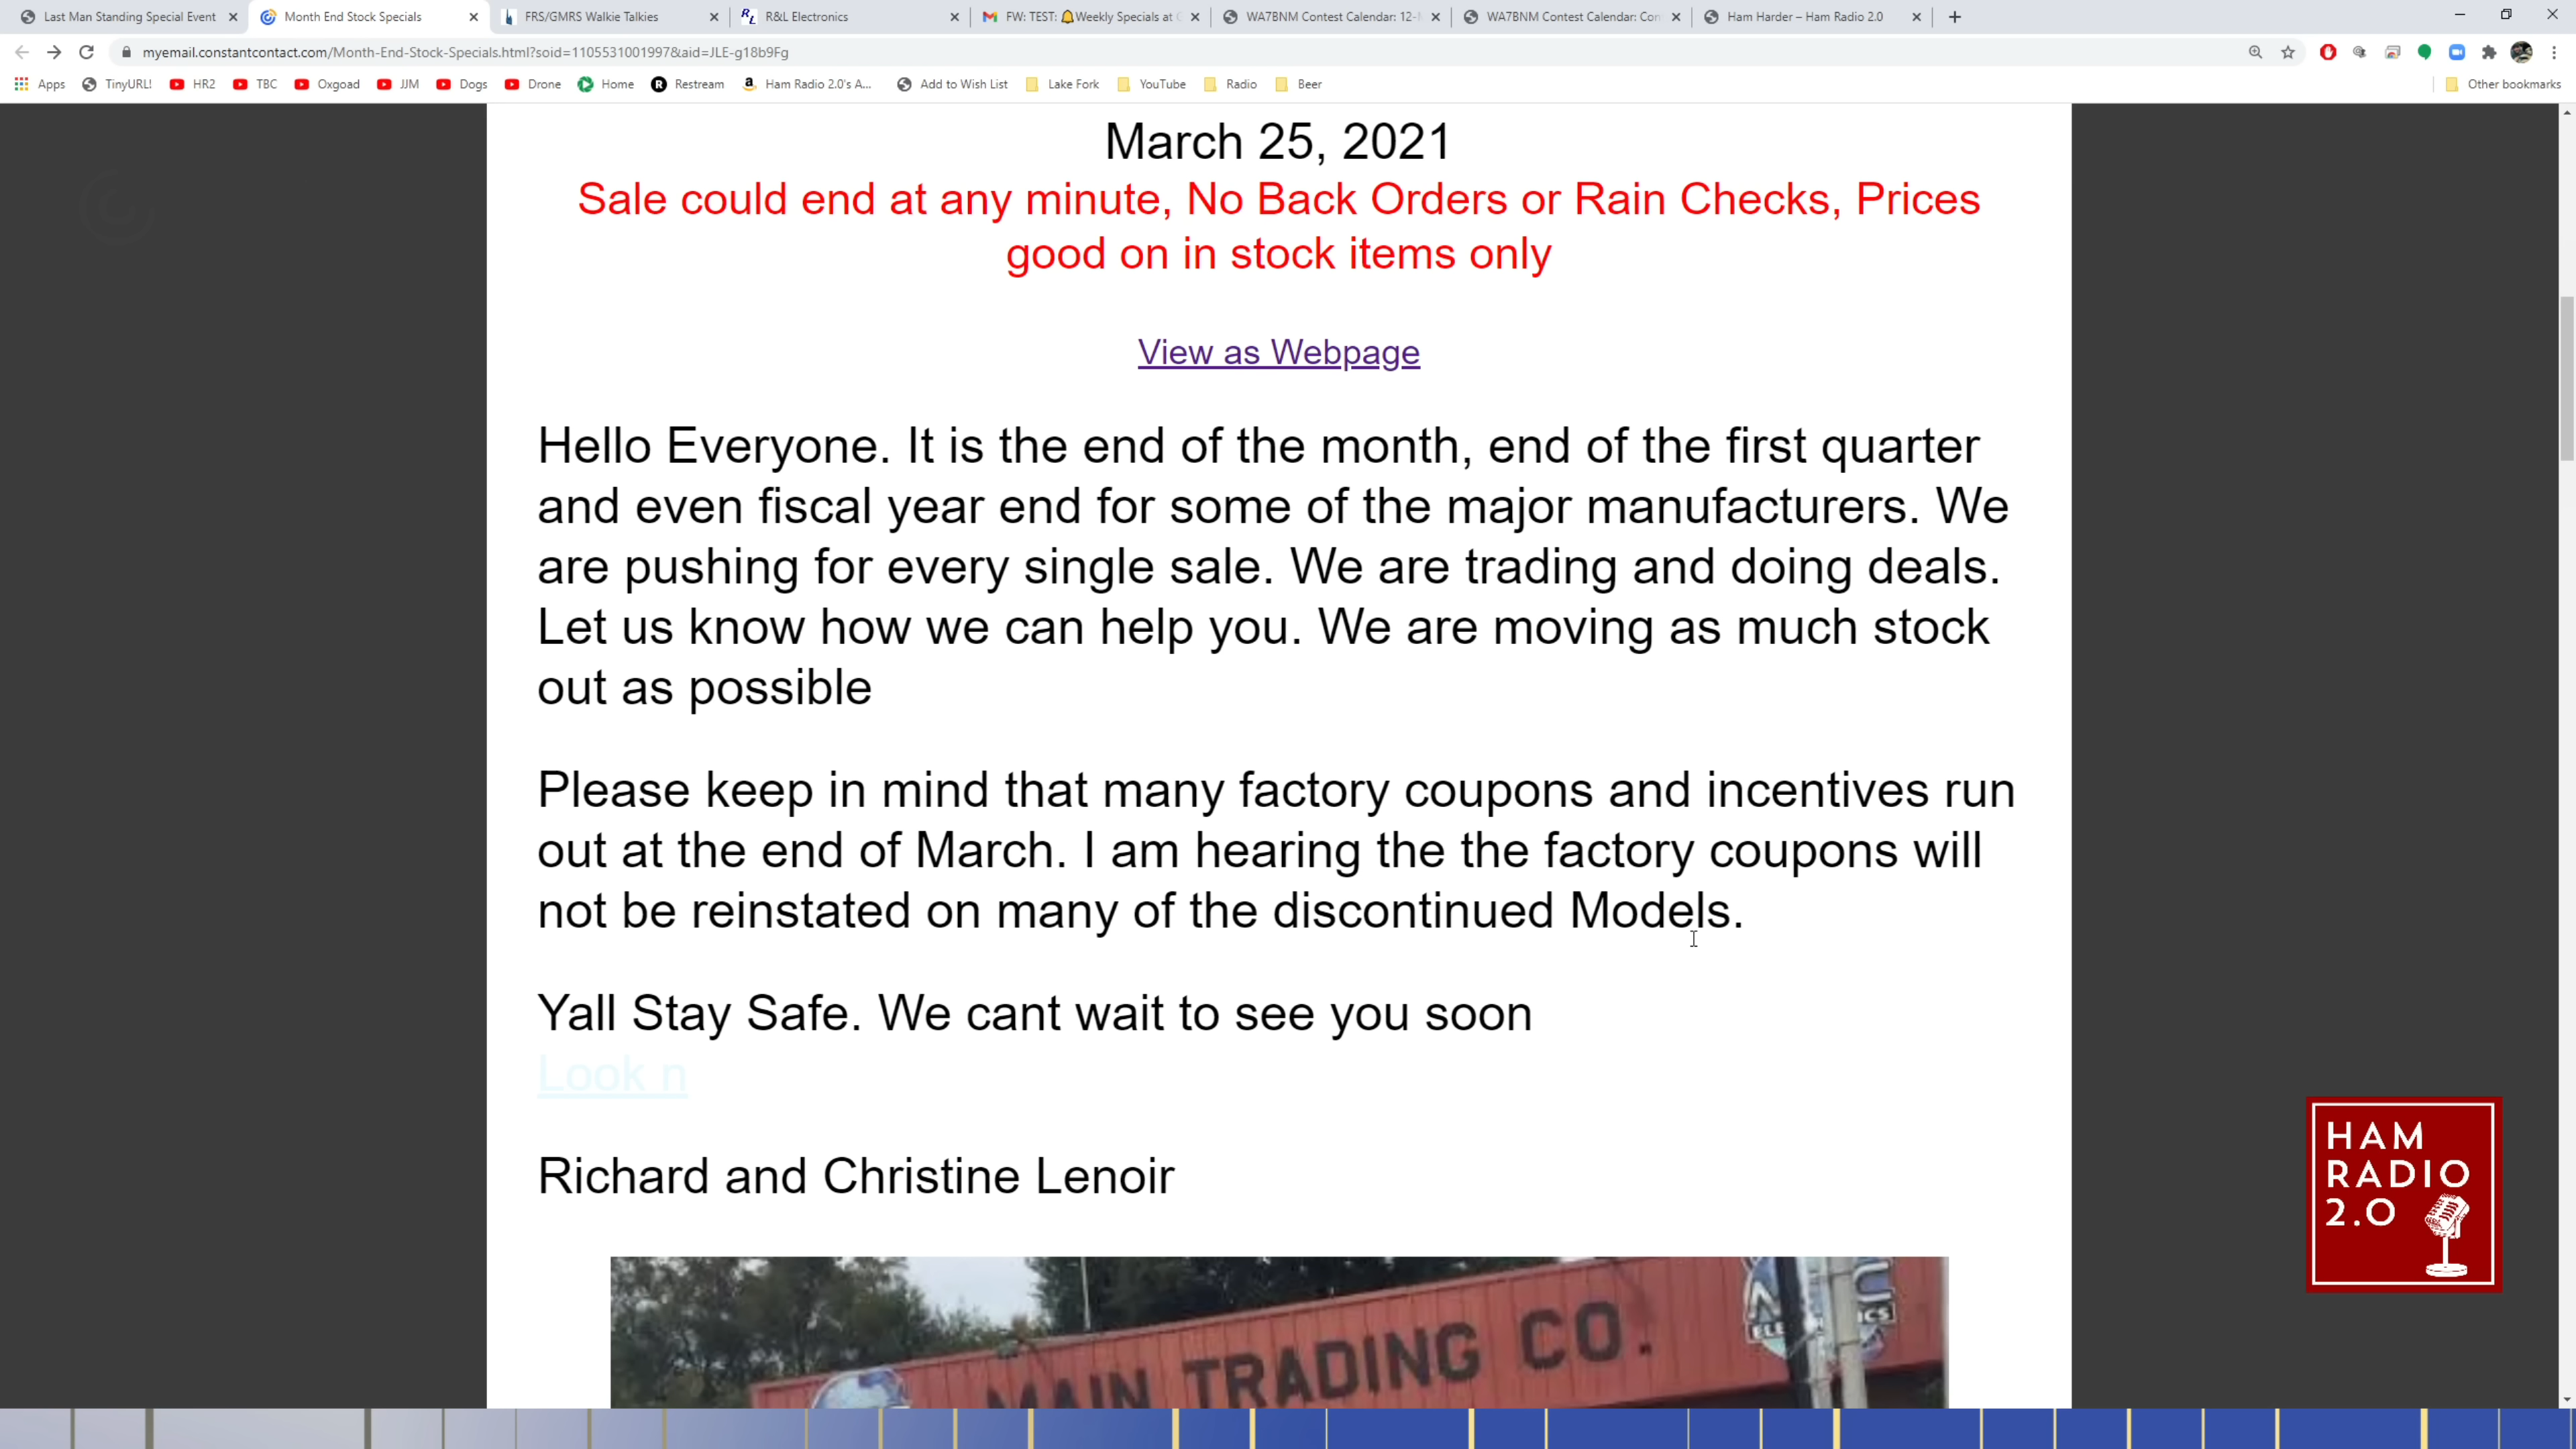 Last Man Standing Special Event
Month End Stock Specials
FRS/GMRS Walkie Talkies
R&L Electronics
FW: TEST: 🔔Weekly Specials at
WA7BNM Contest Calendar: 12-
WA7BNM Contest Calendar: Con
Ham Harder – Ham Radio 2.0
myemail.constantcontact.com/Month-End-Stock-Specials.html?soid=1105531001997&aid=JLE-g18b9Fg
Apps TinyURL! HR2 TBC Oxgoad JJM Dogs Drone Home Restream Ham Radio 2.0's A... Add to Wish List Lake Fork YouTube Radio Beer Other bookmarks
March 25, 2021
Sale could end at any minute, No Back Orders or Rain Checks, Prices
good on in stock items only
View as Webpage
Hello Everyone. It is the end of the month, end of the first quarter
and even fiscal year end for some of the major manufacturers. We
are pushing for every single sale. We are trading and doing deals.
Let us know how we can help you. We are moving as much stock
out as possible
Please keep in mind that many factory coupons and incentives run
out at the end of March. I am hearing the the factory coupons will
not be reinstated on many of the discontinued Models.
Yall Stay Safe. We cant wait to see you soon
Look n
Richard and Christine Lenoir
MAIN TRADING CO.
HAM
RADIO
2.0